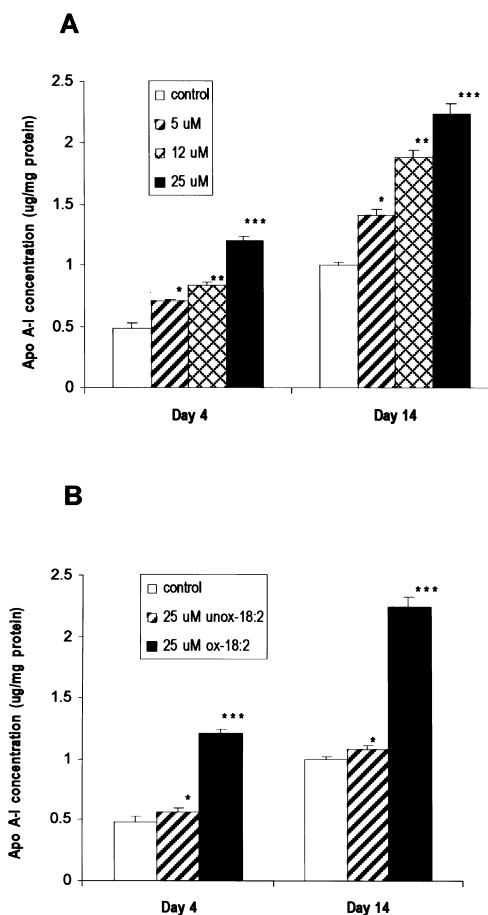 A
Apo A-I concentration (ug/mg protein)
2.5
2
1.5
1
0.5
0
control
5 uM
12 uM
25 uM
*
**
***
*
**
***
Day 4
Day 14
B
Apo A-I concentration (ug/mg protein)
2.5
2
1.5
1
0.5
0
control
25 uM unox-18:2
25 uM ox-18:2
*
***
*
***
Day 4
Day 14